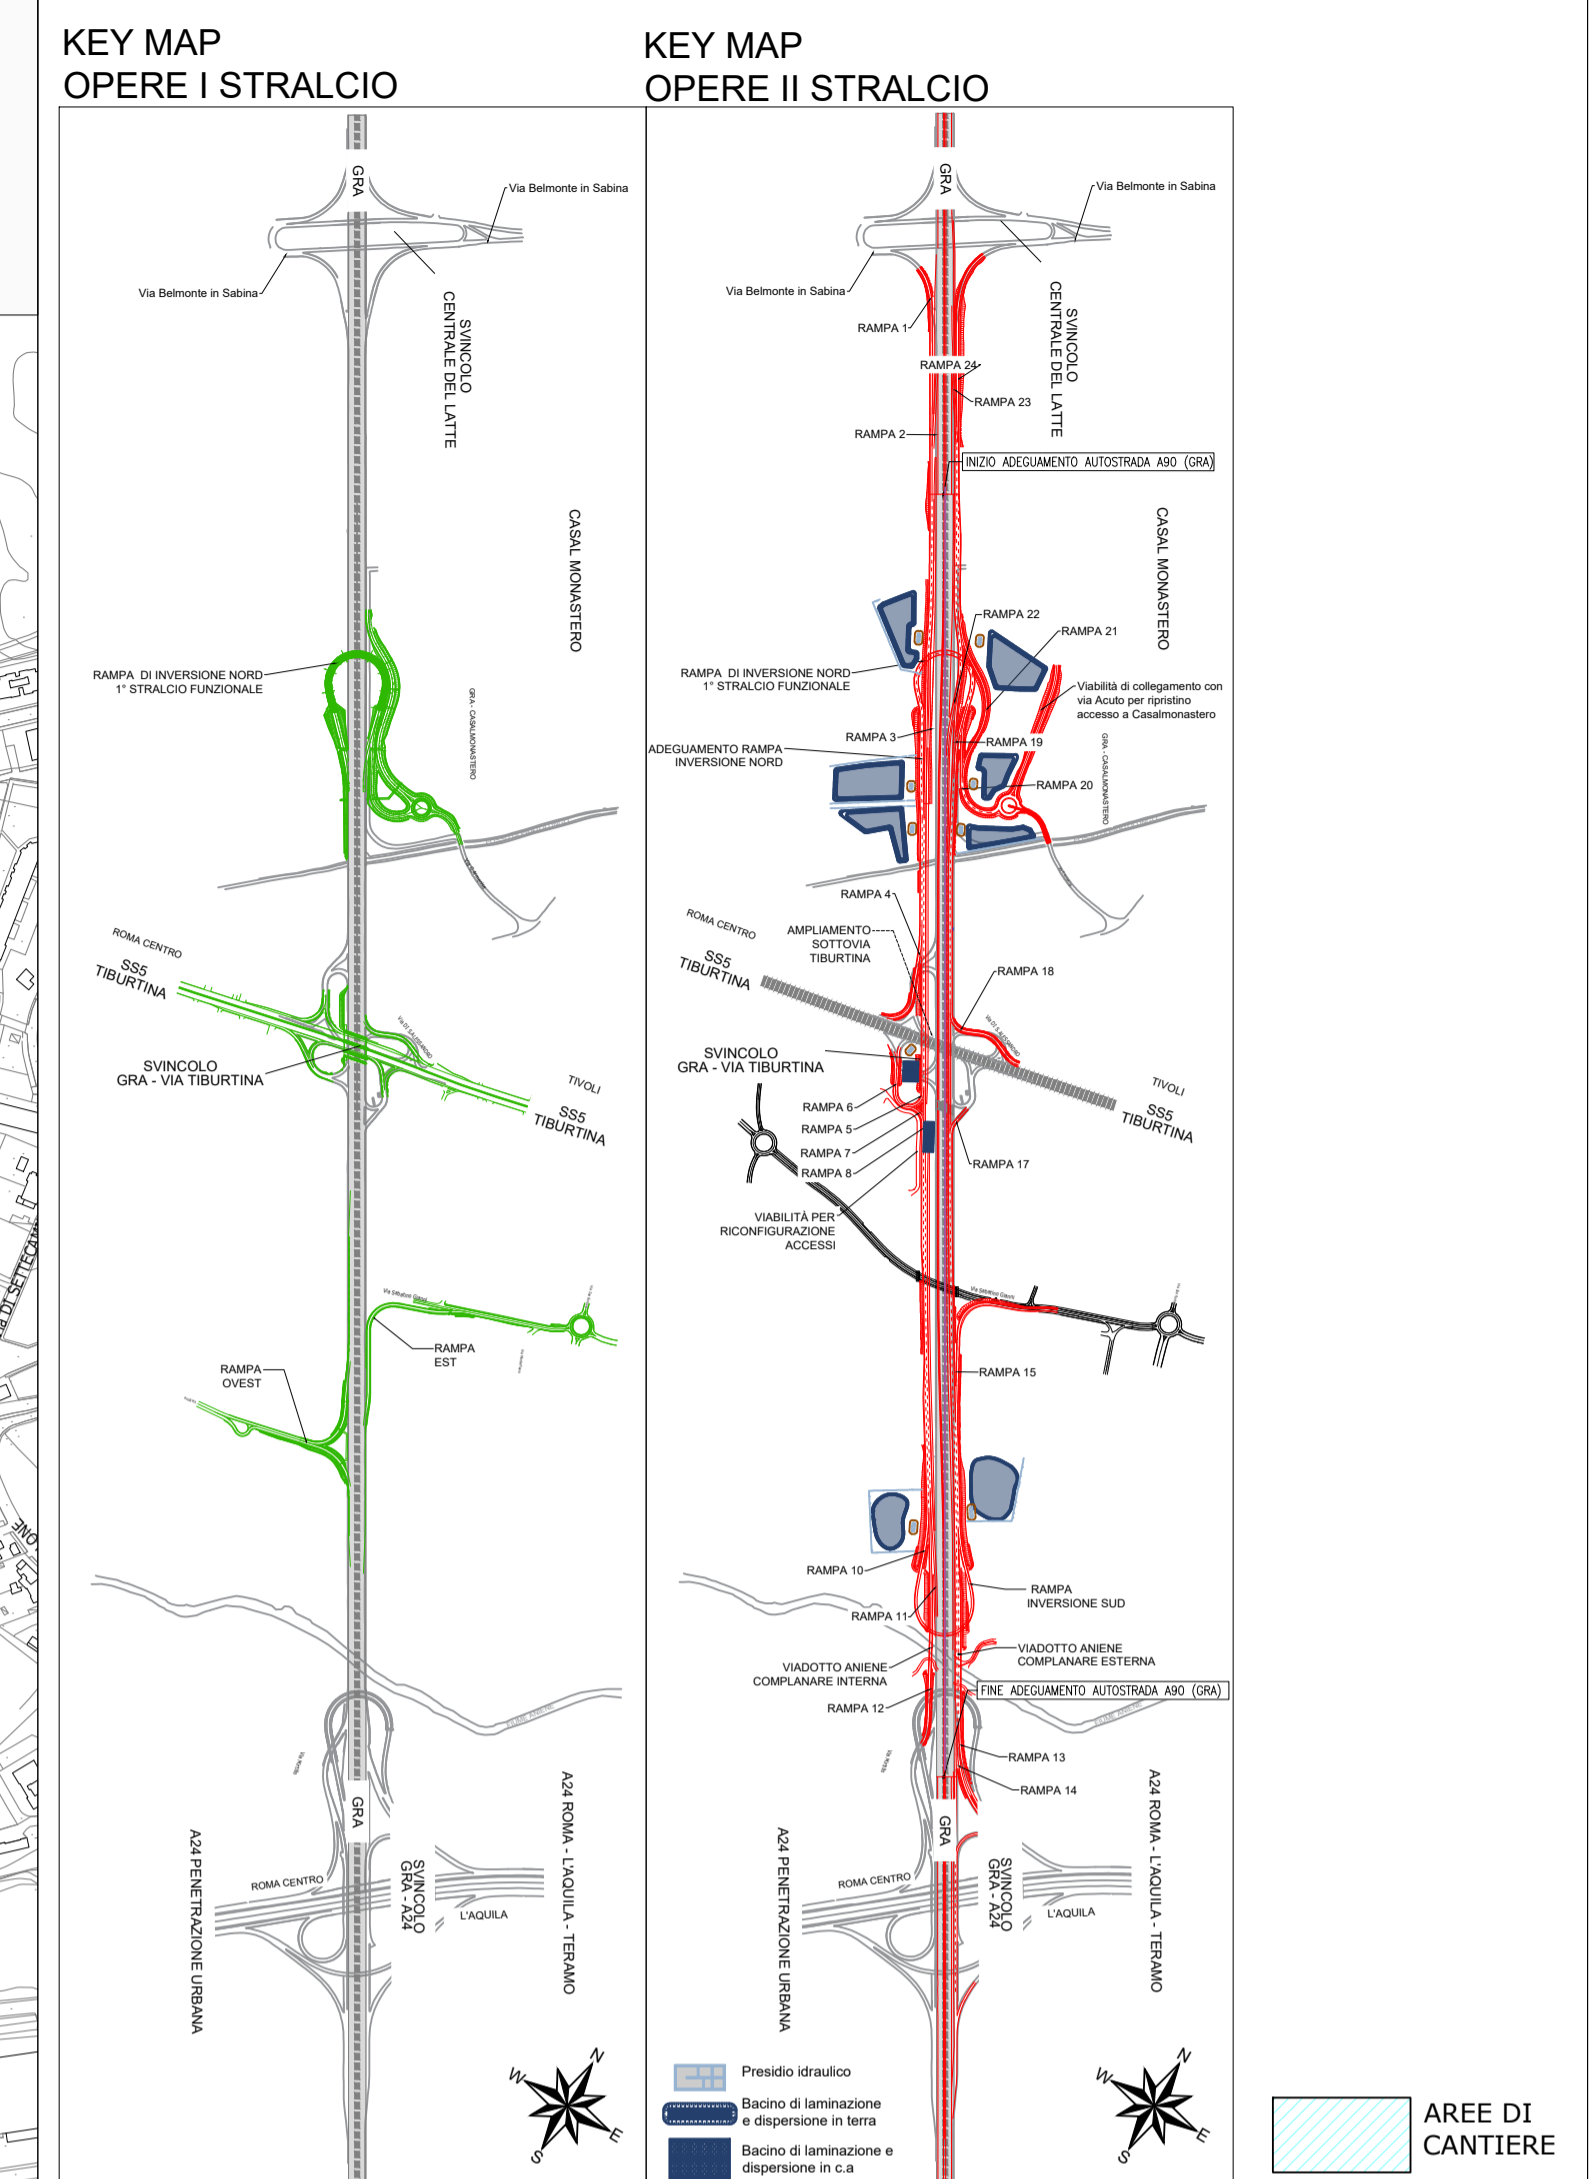 KEY MAP
OPERE I STRALCIO
GRA
Via Belmonte in Sabina
Via Belmonte in Sabina
SVINCOLO
CENTRALE DEL LATTE
CASAL MONASTERO
RAMPA DI INVERSIONE NORD
1° STRALCIO FUNZIONALE
GRA - CASALMONASTERO
ROMA CENTRO
SS5
TIBURTINA
SVINCOLO
GRA - VIA TIBURTINA
TIVOLI
SS5
TIBURTINA
RAMPA
EST
RAMPA
OVEST
FIUME ANIENE
GRA
A24 ROMA - L'AQUILA - TERAMO
A24 PENETRAZIONE URBANA
ROMA CENTRO
SVINCOLO
GRA - A24
L'AQUILA
N
W
E
S
KEY MAP
OPERE II STRALCIO
GRA
Via Belmonte in Sabina
Via Belmonte in Sabina
RAMPA 1
SVINCOLO
CENTRALE DEL LATTE
RAMPA 24
RAMPA 23
RAMPA 2
INIZIO ADEGUAMENTO AUTOSTRADA A90 (GRA)
CASAL MONASTERO
RAMPA 22
RAMPA 21
RAMPA DI INVERSIONE NORD
1° STRALCIO FUNZIONALE
Viabilità di collegamento con
via Acuto per ripristino
accesso a Casalmonastero
RAMPA 3
RAMPA 19
ADEGUAMENTO RAMPA
INVERSIONE NORD
GRA - CASALMONASTERO
RAMPA 20
RAMPA 4
ROMA CENTRO
SS5
TIBURTINA
AMPLIAMENTO
SOTTOVIA
TIBURTINA
RAMPA 18
SVINCOLO
GRA - VIA TIBURTINA
TIVOLI
SS5
TIBURTINA
RAMPA 6
RAMPA 5
RAMPA 7
RAMPA 8
RAMPA 17
VIABILITÀ PER
RICONFIGURAZIONE
ACCESSI
RAMPA 15
RAMPA 10
RAMPA
INVERSIONE SUD
RAMPA 11
VIADOTTO ANIENE
COMPLANARE ESTERNA
VIADOTTO ANIENE
COMPLANARE INTERNA
FINE ADEGUAMENTO AUTOSTRADA A90 (GRA)
RAMPA 12
FIUME ANIENE
RAMPA 13
RAMPA 14
GRA
A24 ROMA - L'AQUILA - TERAMO
A24 PENETRAZIONE URBANA
ROMA CENTRO
SVINCOLO
GRA - A24
L'AQUILA
N
W
E
S
Presidio idraulico
Bacino di laminazione
e dispersione in terra
Bacino di laminazione e
dispersione in c.a
AREE DI
CANTIERE